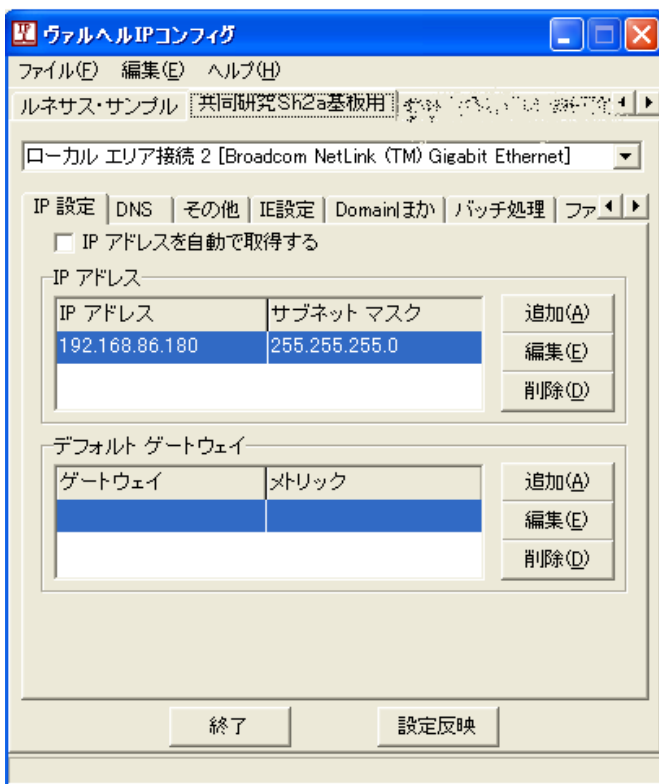 ヴァルヘルIPコンフィグ
ファイル(F) 編集(E) ヘルプ(H)
ルネサス・サンプル 共同研究Sh2a基板用
ローカル エリア接続 2 [Broadcom NetLink (TM) Gigabit Ethernet]
IP 設定 DNS その他 IE設定 Domainほか バッチ処理 ファ
IP アドレスを自動で取得する
IP アドレス
IP アドレス サブネット マスク 追加(A)
192.168.86.180 255.255.255.0 編集(E)
削除(D)
デフォルト ゲートウェイ
ゲートウェイ メトリック 追加(A)
編集(E)
削除(D)
終了 設定反映